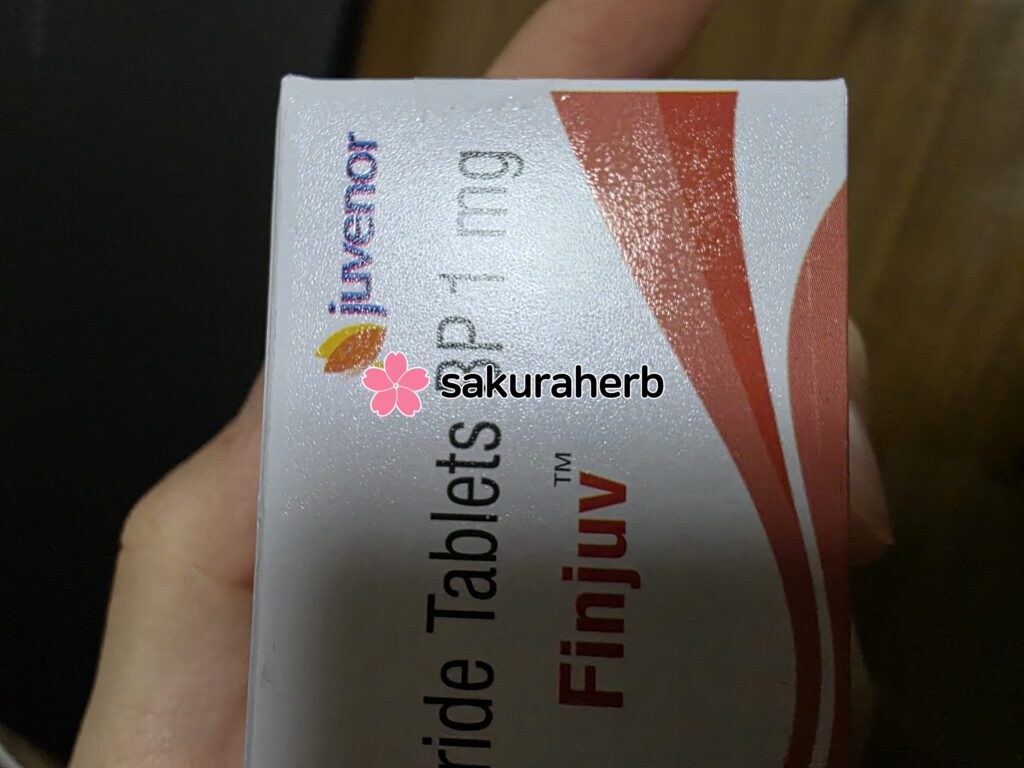 juvenor
ride Tablets BP 1 mg
Finjuv™
sakuraherb